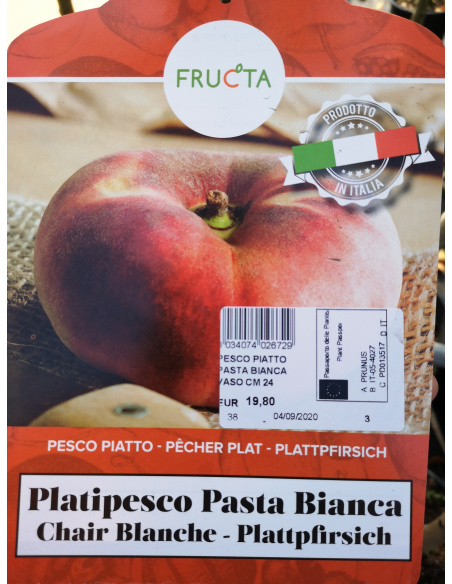 FRUCTA
PRODOTTO
IN ITALIA
034074 026729
PESCO PIATTO
PASTA BIANCA
VASO CM 24
EUR 19,80
38 04/09/2020 3
Passaporto delle Piante
Plant Passport
A PRUNUS
B IT-05-4027
C PD013517 D IT
PESCO PIATTO - PÊCHER PLAT - PLATTPFIRSICH
Platipesco Pasta Bianca
Chair Blanche - Plattpfirsich